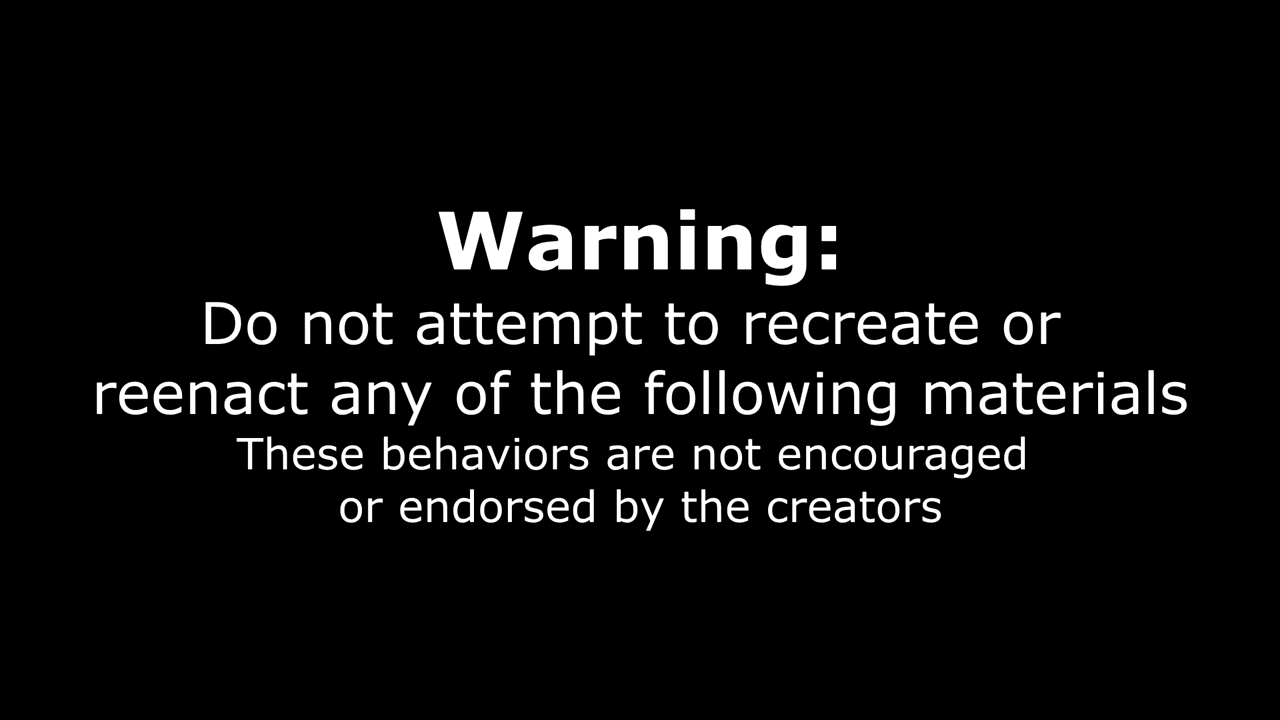 Warning:
Do not attempt to recreate or
reenact any of the following materials
These behaviors are not encouraged
or endorsed by the creators